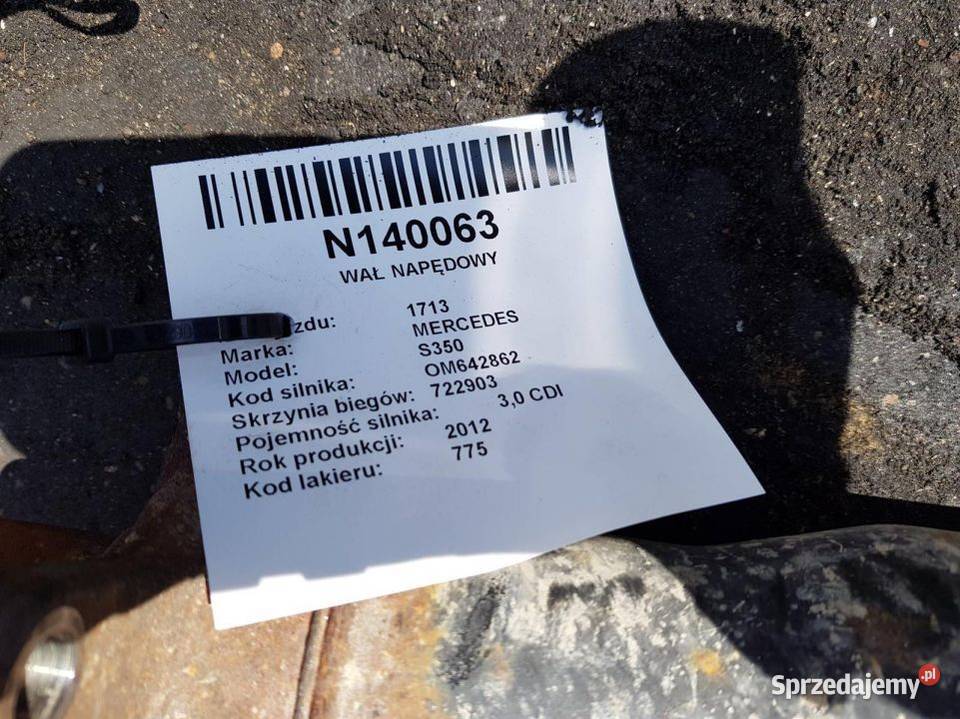 N140063
WAŁ NAPĘDOWY
zdu: 1713
Marka: MERCEDES
Model: S350
Kod silnika: OM642862
Skrzynia biegów: 722903
Pojemność silnika: 3,0 CDI
Rok produkcji: 2012
Kod lakieru: 775
Sprzedajemy.pl